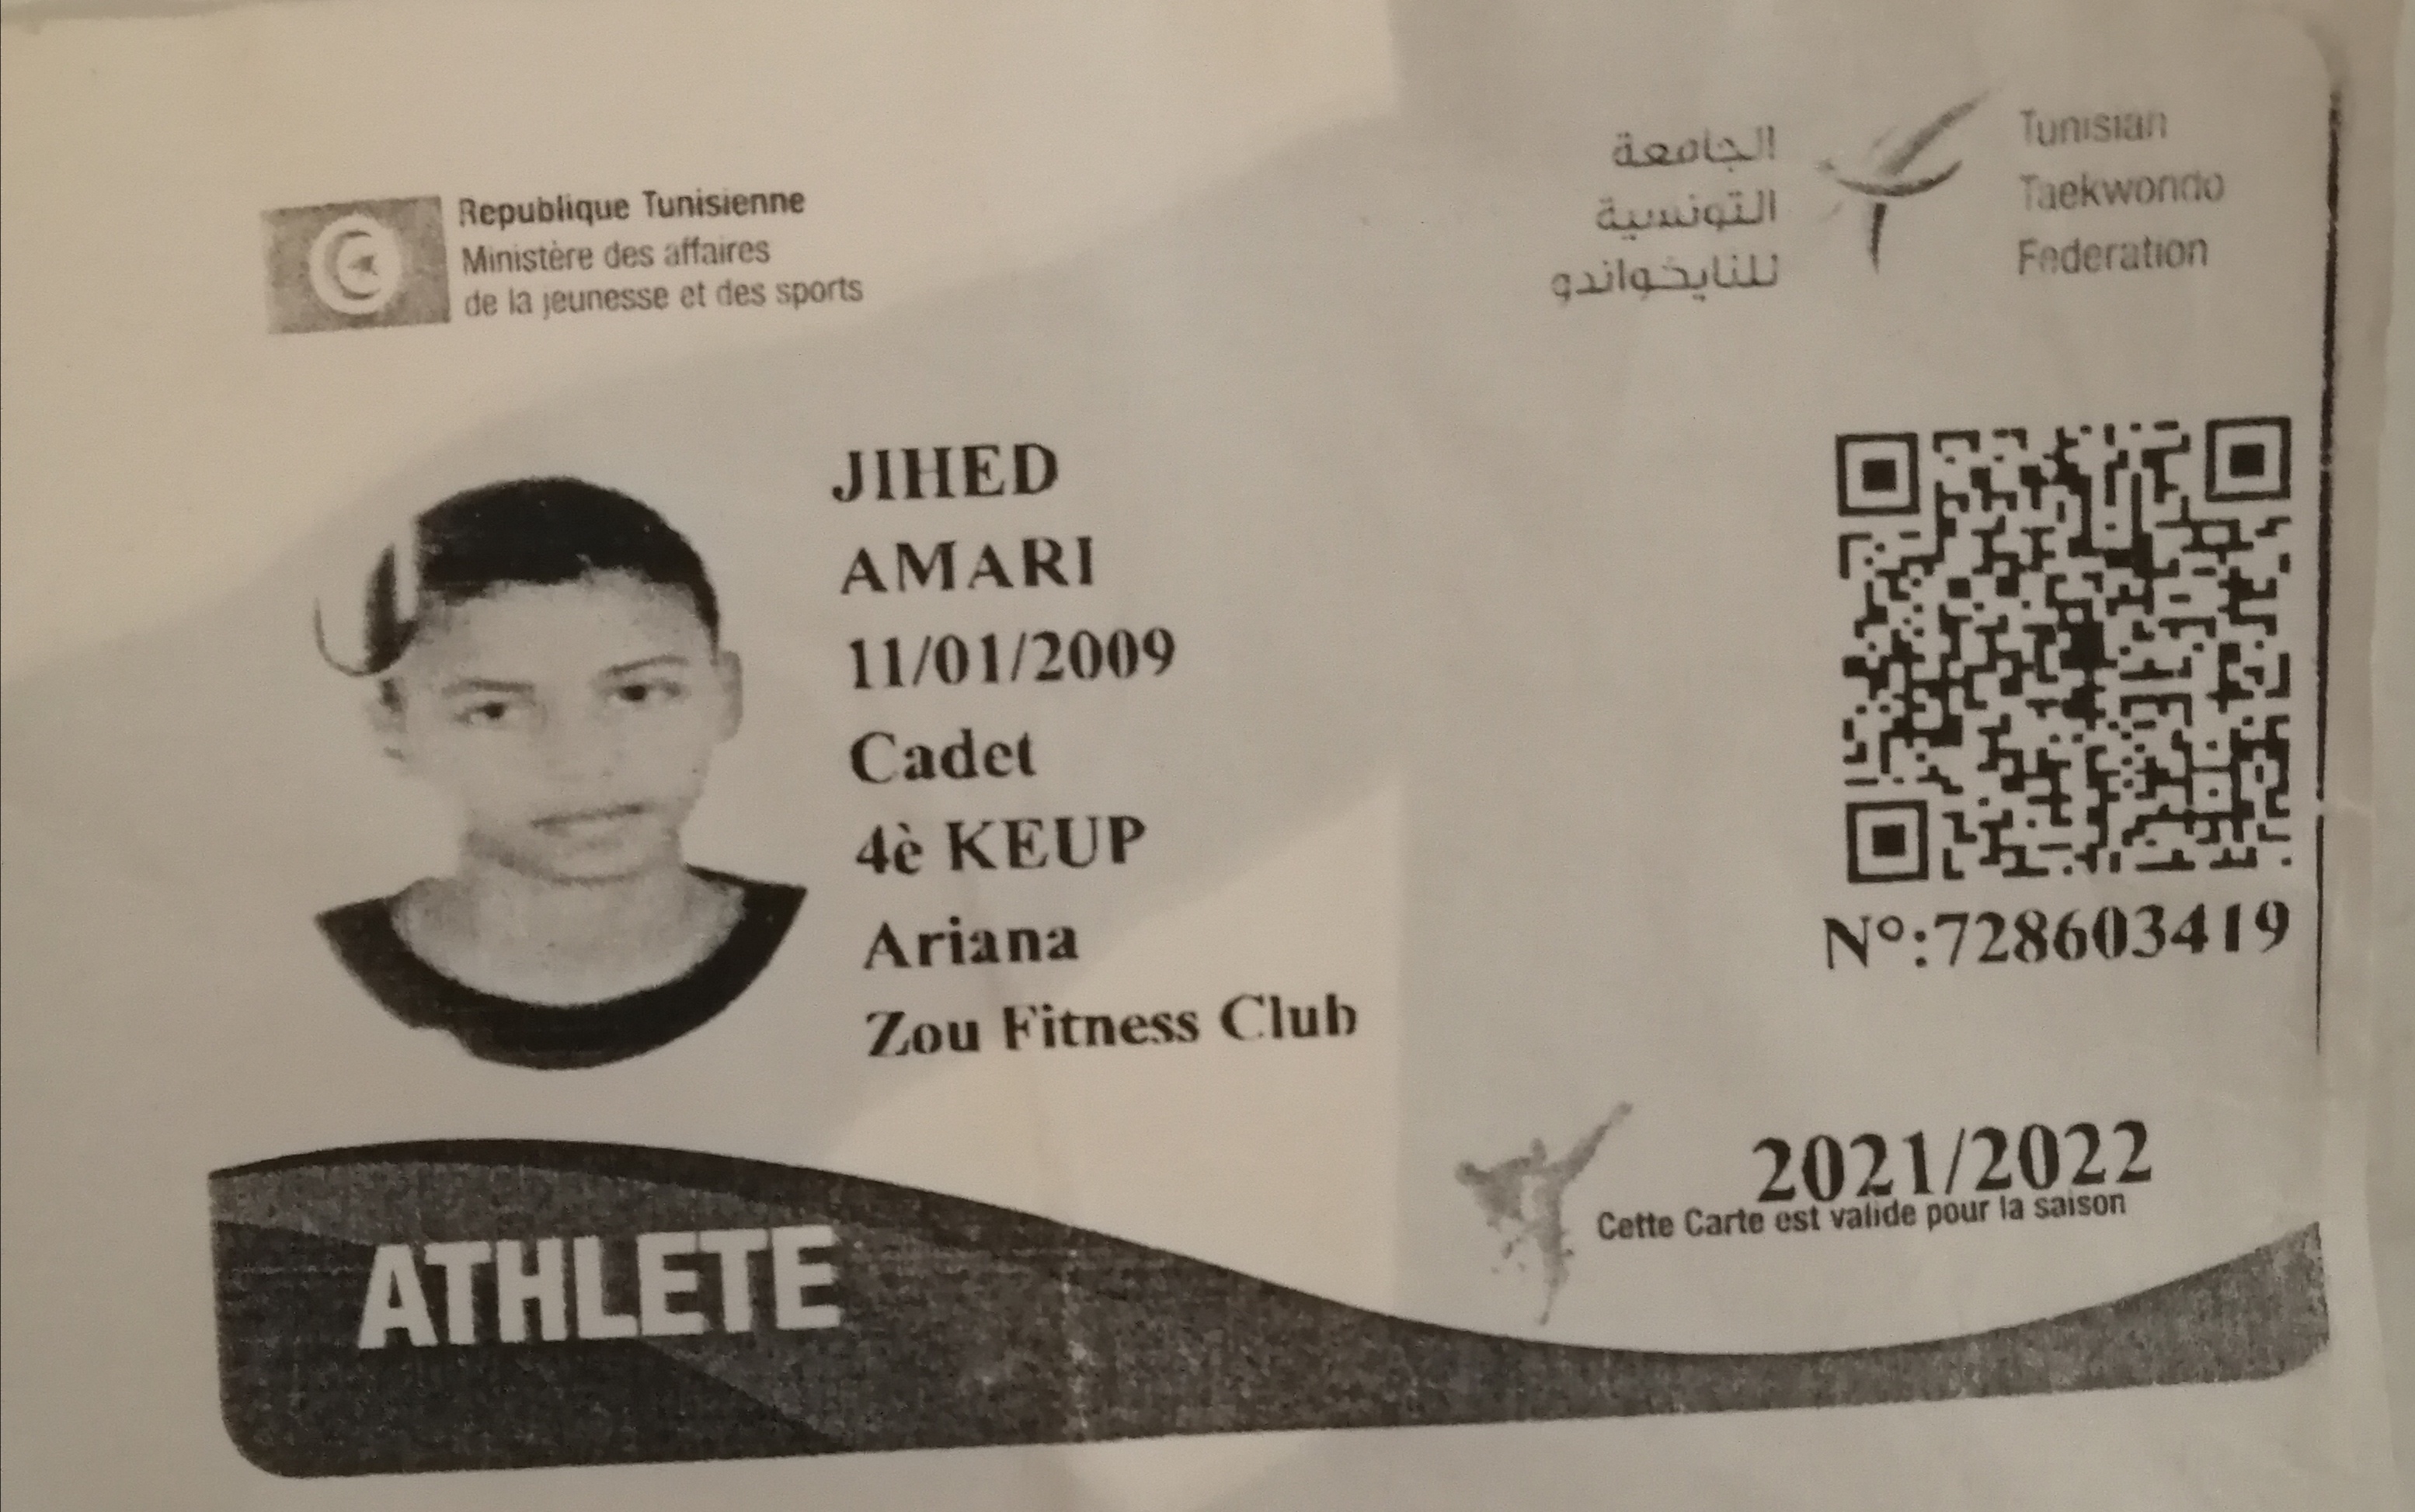 Republique Tunisienne
Ministère des affaires
de la jeunesse et des sports
الجامعة
التونسية
للتايكواندو
Tunisian
Taekwondo
Federation
JIHED
AMARI
11/01/2009
Cadet
4è KEUP
Ariana
Zou Fitness Club
N°:728603419
2021/2022
Cette Carte est valide pour la saison
ATHLETE